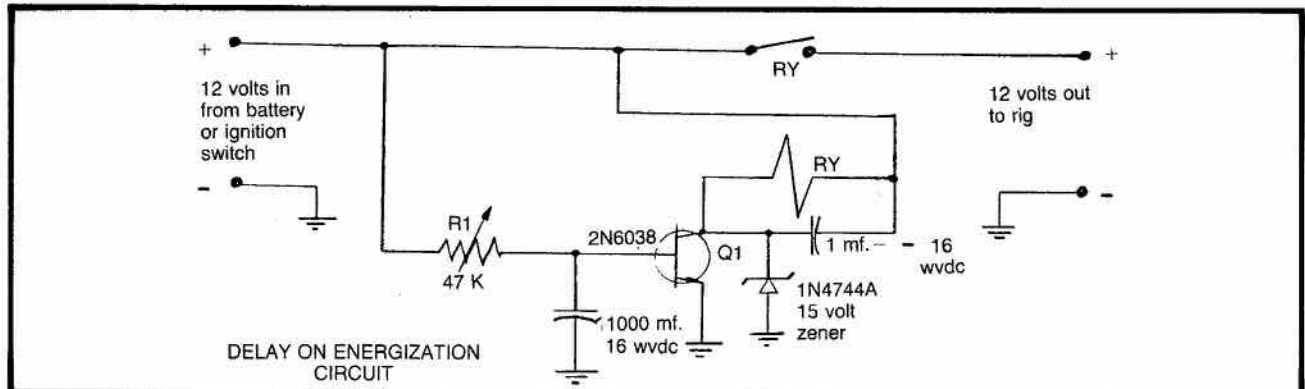 +
RY
+
12 volts in
from battery
or ignition
switch
12 volts out
to rig
RY
-
-
R1
47 K
2N6038
Q1
1 mf. - - 16
wvdc
1N4744A
15 volt
zener
1000 mf.
16 wvdc
DELAY ON ENERGIZATION
CIRCUIT